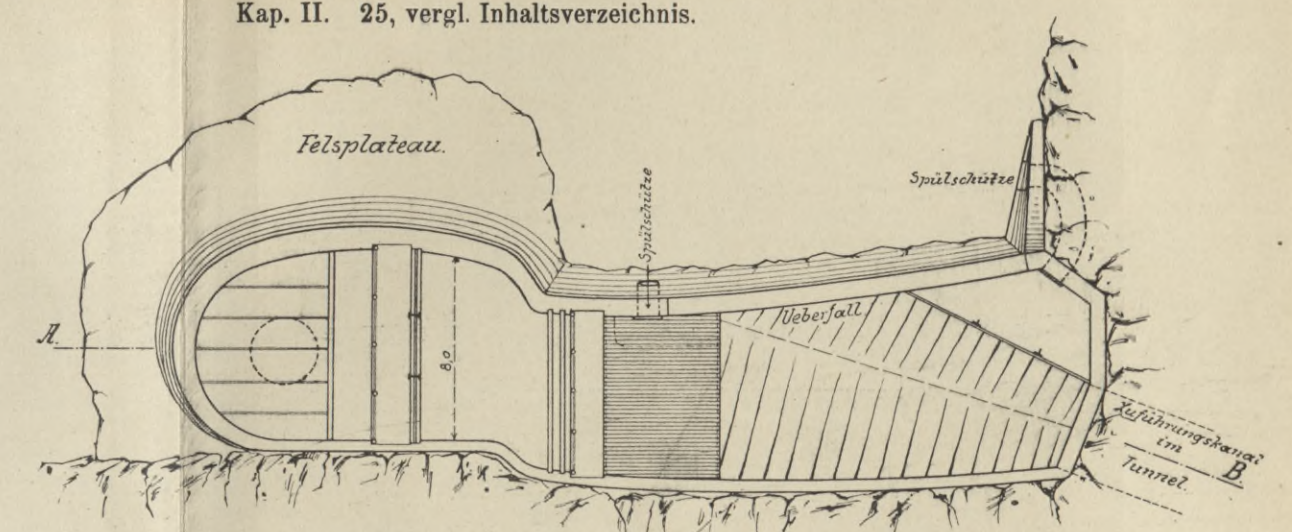 Kap. II. 25, vergl. Inhaltsverzeichnis.
Felsplateau.
Spülschütze
Spülschütze
Ueberfall
A.
8,0
Zuführungskanal
im
B.
Tunnel.